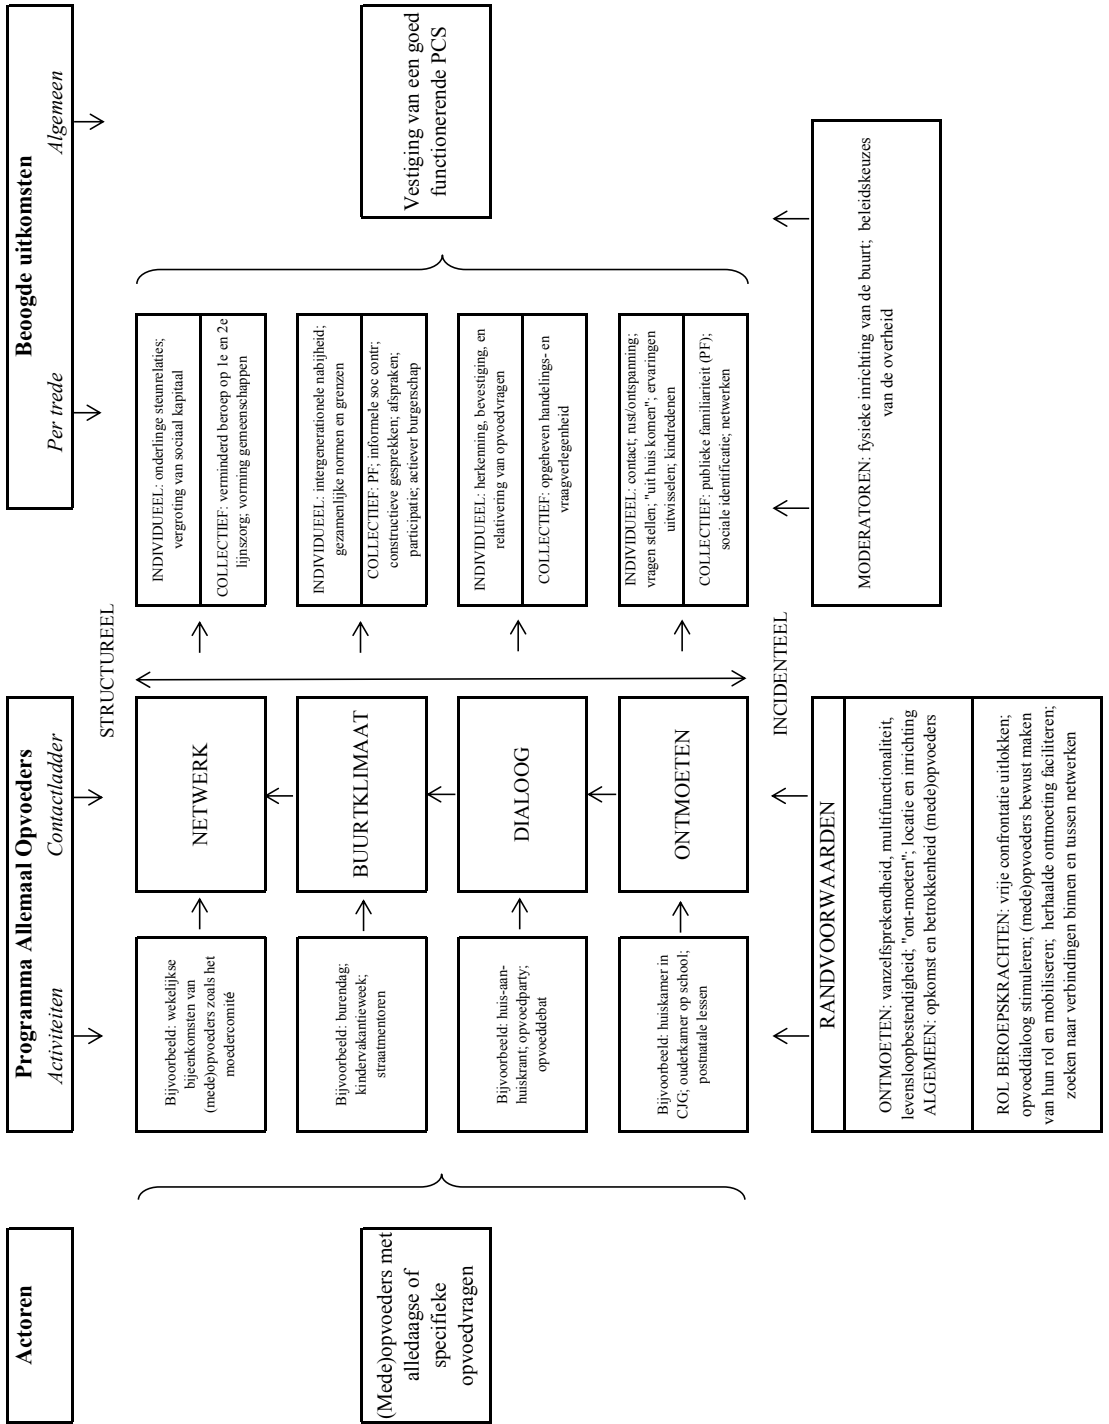 Actoren
(Mede)opvoeders met
alledaagse of
specifieke
opvoedvragen
Programma Allemaal Opvoeders
Activiteiten
Contactladder
Bijvoorbeeld: wekelijkse
bijeenkomsten van
(mede)opvoeders zoals het
moedercomité
Bijvoorbeeld: burendag;
kindervakantieweek;
straatmentoren
Bijvoorbeeld: huis-aan-
huiskrant; opvoedparty;
opvoeddebat
Bijvoorbeeld: huiskamer in
CJG; ouderkamer op school;
postnatale lessen
STRUCTUREEL
NETWERK
BUURTKLIMAAT
DIALOOG
ONTMOETEN
INCIDENTEEL
Beoogde uitkomsten
Per trede
Algemeen
INDIVIDUEEL: onderlinge steunrelaties;
vergroting van sociaal kapitaal
COLLECTIEF: verminderd beroep op 1e en 2e
lijnszorg; vorming gemeenschappen
INDIVIDUEEL: intergenerationele nabijheid;
gezamenlijke normen en grenzen
COLLECTIEF: PF; informele soc contr;
constructieve gesprekken; afspraken;
participatie; actiever burgerschap
INDIVIDUEEL: herkenning, bevestiging, en
relativering van opvoedvragen
COLLECTIEF: opgeheven handelings- en
vraagverlegenheid
INDIVIDUEEL: contact; rust/ontspanning;
vragen stellen; "uit huis komen"; ervaringen
uitwisselen; kindredenen
COLLECTIEF: publieke familiariteit (PF);
sociale identificatie; netwerken
Vestiging van een goed
functionerende PCS
RANDVOORWAARDEN
ONTMOETEN: vanzelfsprekendheid, multifunctionaliteit,
levensloopbestendigheid; "ont-moeten"; locatie en inrichting
ALGEMEEN: opkomst en betrokkenheid (mede)opvoeders
ROL BEROEPSKRACHTEN: vrije confrontatie uitlokken;
opvoeddialoog stimuleren; (mede)opvoeders bewust maken
van hun rol en mobiliseren;  herhaalde ontmoeting faciliteren;
zoeken naar verbindingen binnen en tussen netwerken
MODERATOREN: fysieke inrichting van de buurt;  beleidskeuzes
van de overheid